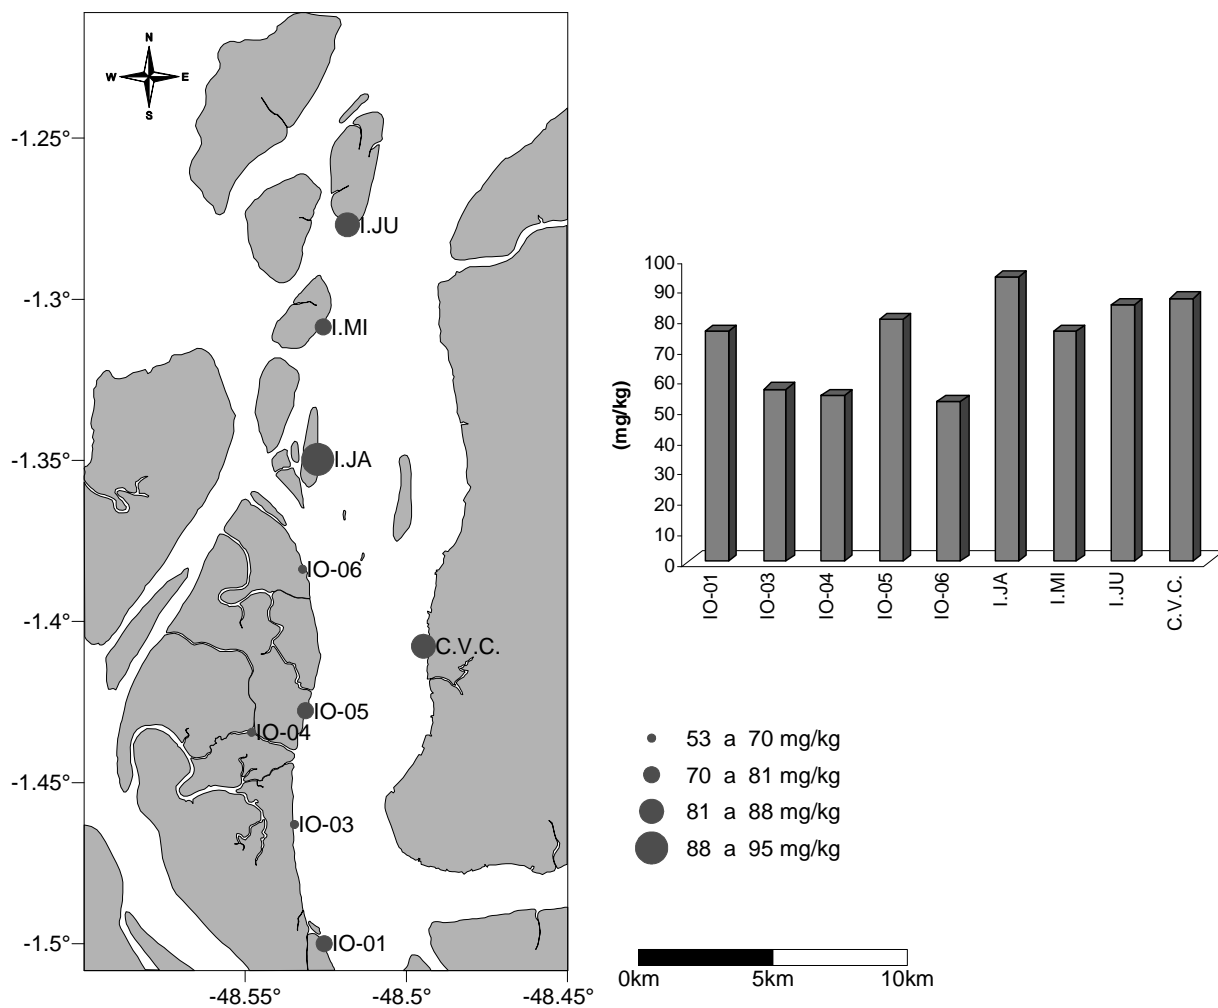 N
W E
S
-1.25°
-1.3°
-1.35°
-1.4°
-1.45°
-1.5°
-48.55° -48.5° -48.45°
I.JU
I.MI
I.JA
IO-06
C.V.C.
IO-05
IO-04
IO-03
IO-01
(mg/kg)
100
90
80
70
60
50
40
30
20
10
0
IO-01 IO-03 IO-04 IO-05 IO-06 I.JA I.MI I.JU C.V.C.
53 a 70 mg/kg
70 a 81 mg/kg
81 a 88 mg/kg
88 a 95 mg/kg
0km 5km 10km